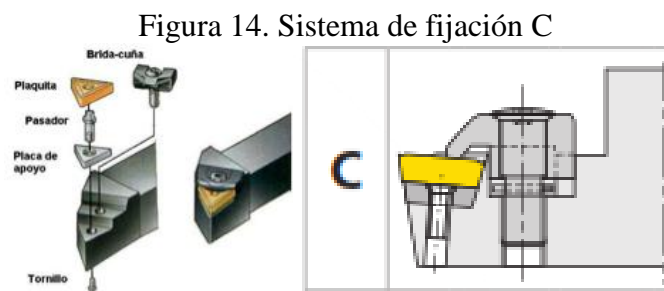 Figura 14. Sistema de fijación C
Brida-cuña
Plaquita
Pasador
Placa de
apoyo
Tornillo
C